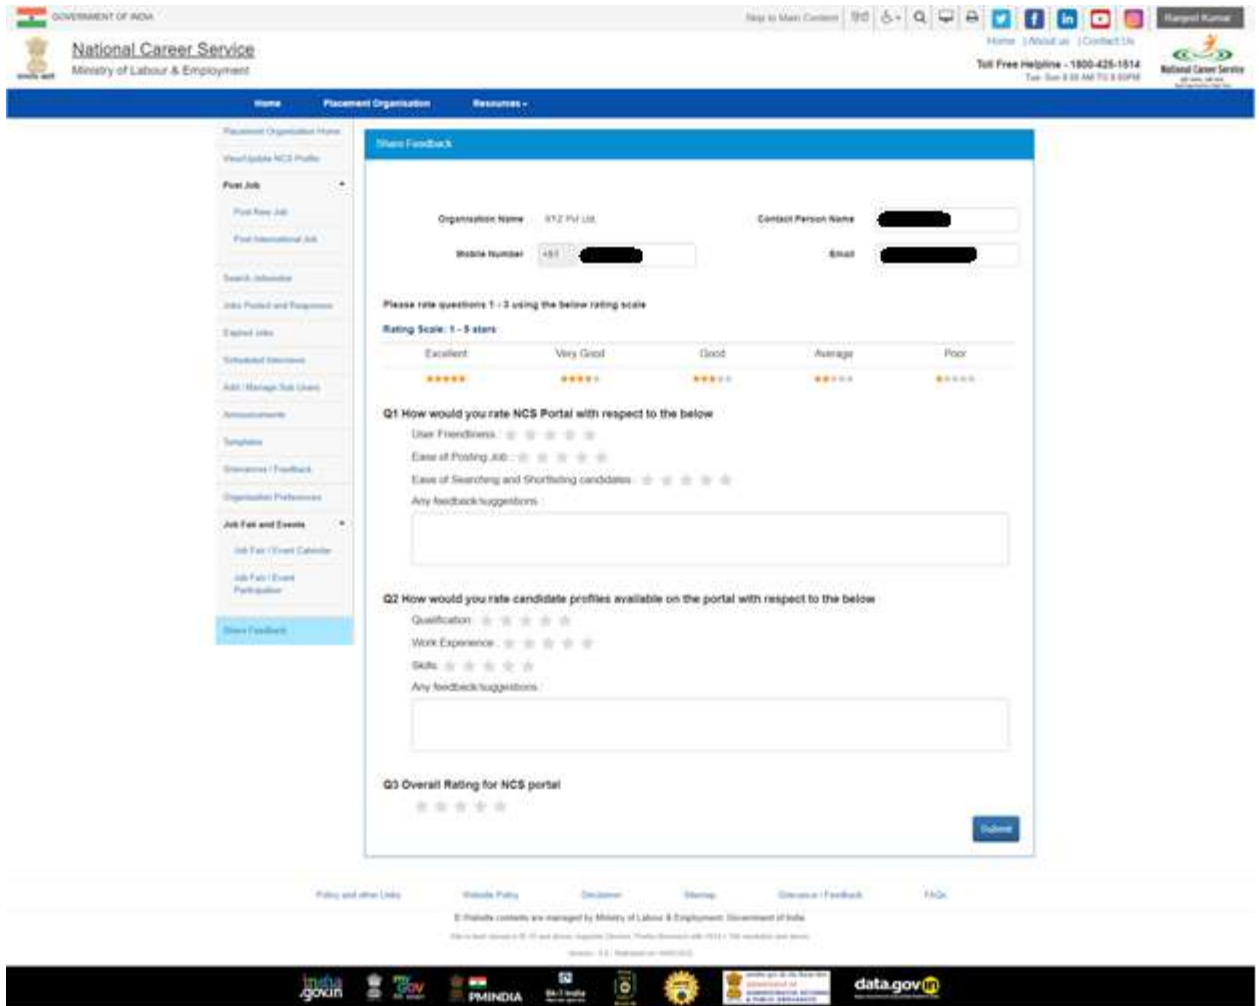 GOVERNMENT OF INDIA
Skip to Main Content
Ranjeet Kumar
National Career Service
Ministry of Labour & Employment
Home | About us | Contact Us
Toll Free Helpline - 1800-425-1514
National Career Service
Home Placement Organisation Resources
Placement Organisation Home
View/Update NCS Profile
Post Job
Post New Job
Post International Job
Search Jobseeker
Jobs Posted and Responses
Expired Jobs
Scheduled Interviews
Add / Manage Sub Users
Announcements
Templates
Grievances / Feedback
Organisation Preferences
Job Fair and Events
Job Fair / Event Calendar
Job Fair / Event
Participation
Share Feedback
Share Feedback
Organisation Name XYZ Pvt Ltd. Contact Person Name
Mobile Number +91 Email
Please rate questions 1 - 3 using the below rating scale
Rating Scale: 1 - 5 stars
Excellent Very Good Good Average Poor
Q1 How would you rate NCS Portal with respect to the below
User Friendliness :
Ease of Posting Job :
Ease of Searching and Shortlisting candidates :
Any feedback/suggestions :
Q2 How would you rate candidate profiles available on the portal with respect to the below
Qualification :
Work Experience :
Skills
Any feedback/suggestions :
Q3 Overall Rating for NCS portal
Submit
Policy and other Links Website Policy Disclaimer Sitemap Grievance / Feedback FAQs
© Website contents are managed by Ministry of Labour & Employment, Government of India
PMINDIA
data.gov in